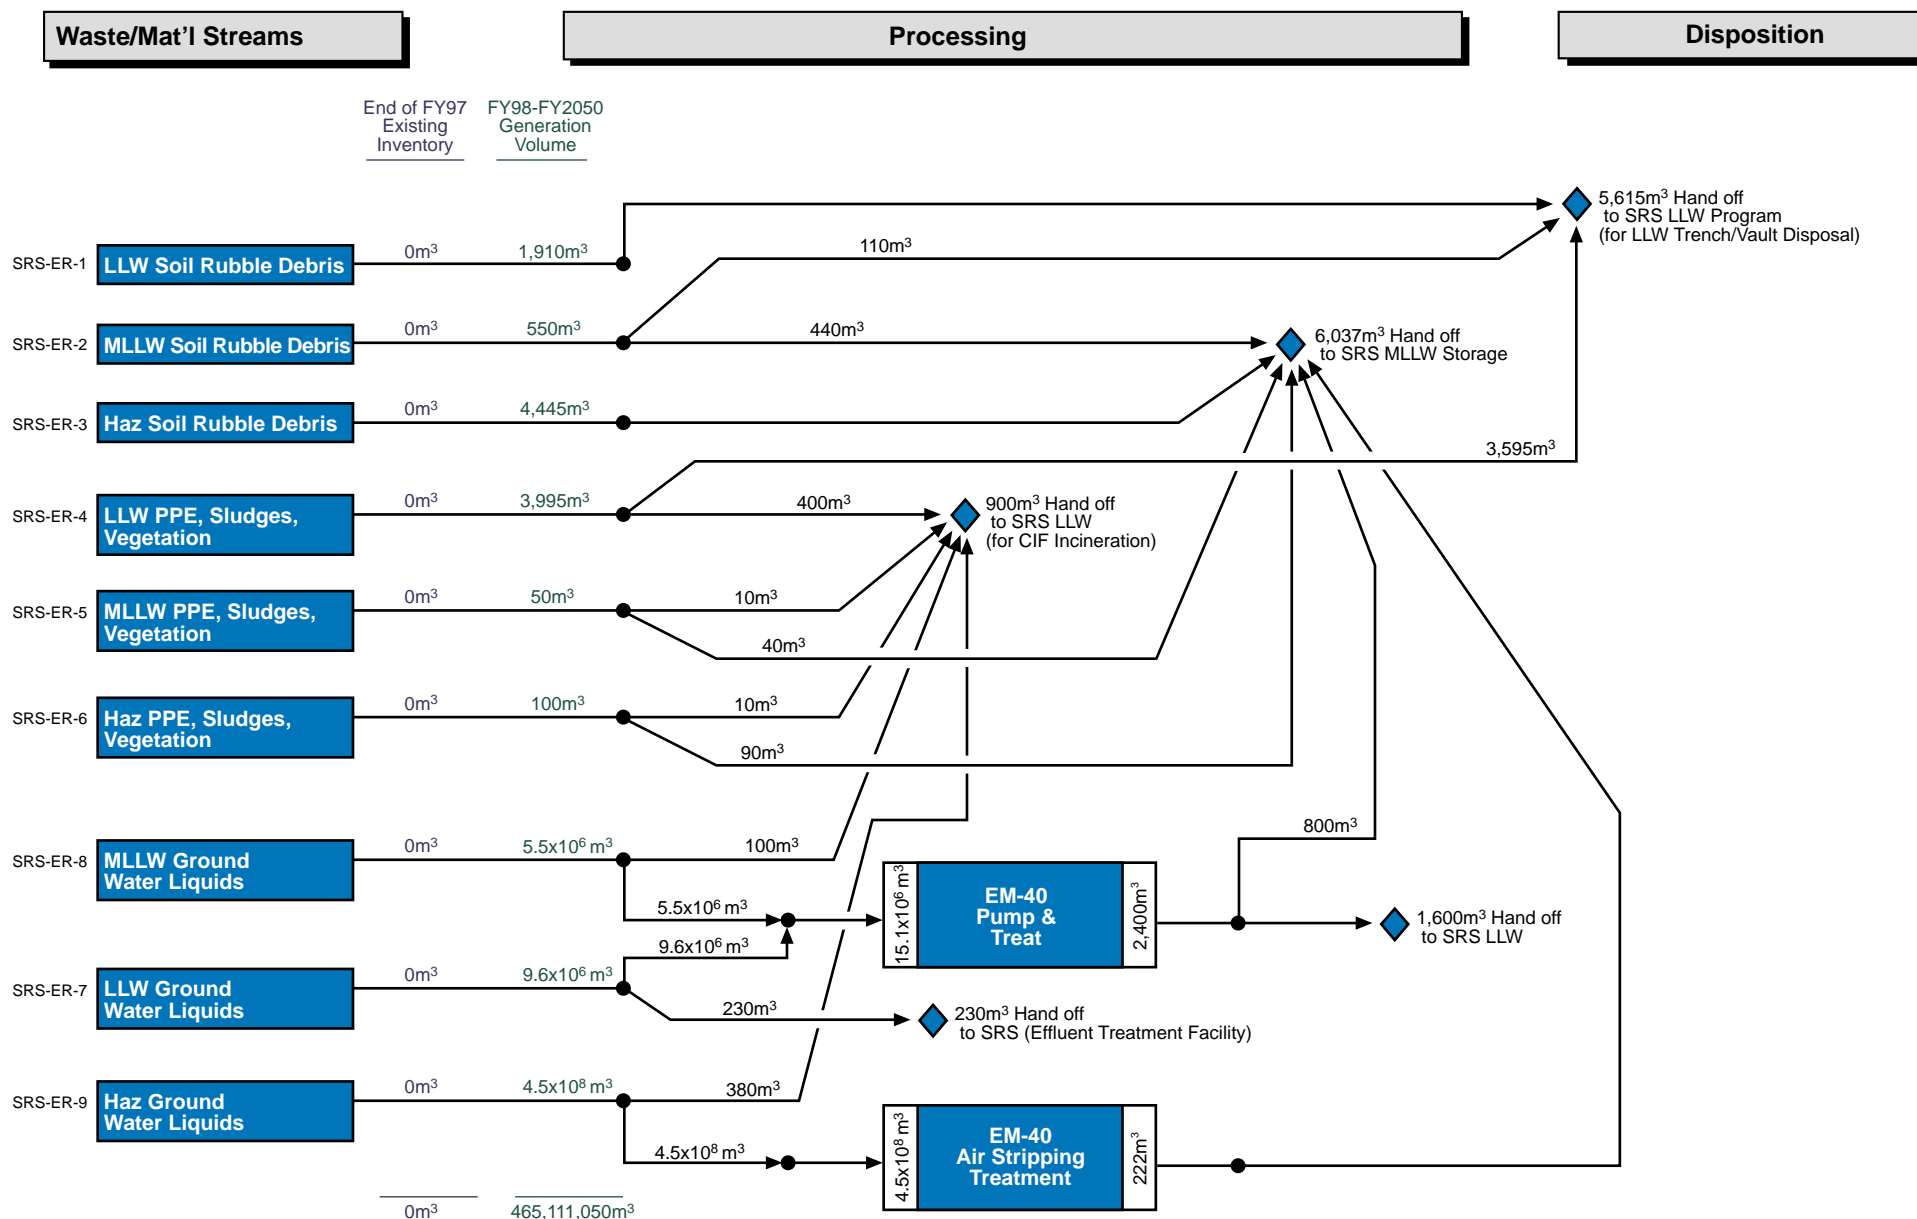 Waste/Mat'l Streams
Processing
Disposition
End of FY97
Existing
Inventory
FY98-FY2050
Generation
Volume
SRS-ER-1
LLW Soil Rubble Debris
0m³
1,910m³
5,615m³ Hand off
to SRS LLW Program
(for LLW Trench/Vault Disposal)
110m³
SRS-ER-2
MLLW Soil Rubble Debris
0m³
550m³
440m³
6,037m³ Hand off
to SRS MLLW Storage
SRS-ER-3
Haz Soil Rubble Debris
0m³
4,445m³
3,595m³
SRS-ER-4
LLW PPE, Sludges,
Vegetation
0m³
3,995m³
400m³
900m³ Hand off
to SRS LLW
(for CIF Incineration)
SRS-ER-5
MLLW PPE, Sludges,
Vegetation
0m³
50m³
10m³
40m³
SRS-ER-6
Haz PPE, Sludges,
Vegetation
0m³
100m³
10m³
90m³
SRS-ER-8
MLLW Ground
Water Liquids
0m³
5.5x10⁶ m³
100m³
800m³
5.5x10⁶ m³
15.1x10⁶ m³
EM-40
Pump &
Treat
2,400m³
1,600m³ Hand off
to SRS LLW
9.6x10⁶ m³
SRS-ER-7
LLW Ground
Water Liquids
0m³
9.6x10⁶ m³
230m³
230m³ Hand off
to SRS (Effluent Treatment Facility)
SRS-ER-9
Haz Ground
Water Liquids
0m³
4.5x10⁸ m³
380m³
4.5x10⁸ m³
4.5x10⁸ m³
EM-40
Air Stripping
Treatment
222m³
0m³
465,111,050m³